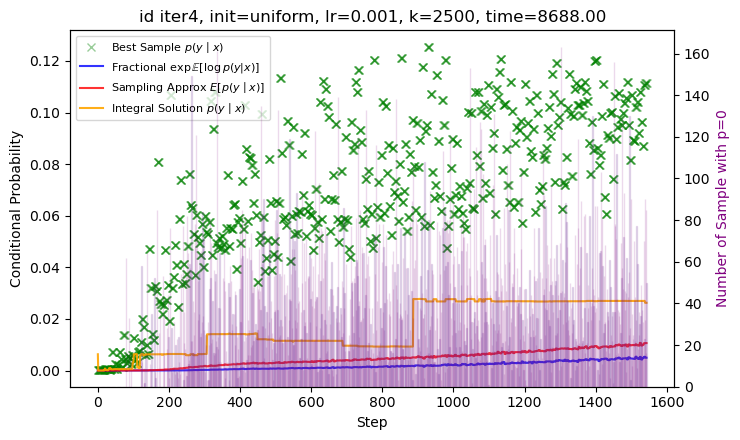 id iter4, init=uniform, lr=0.001, k=2500, time=8688.00
Best Sample p(y | x)
Fractional exp𝔼[log p(y|x)]
Sampling Approx 𝔼[p(y | x)]
Integral Solution p(y | x)
Conditional Probability
0.12
0.10
0.08
0.06
0.04
0.02
0.00
160
140
120
100
80
60
40
20
0
Number of Sample with p=0
0 200 400 600 800 1000 1200 1400 1600
Step